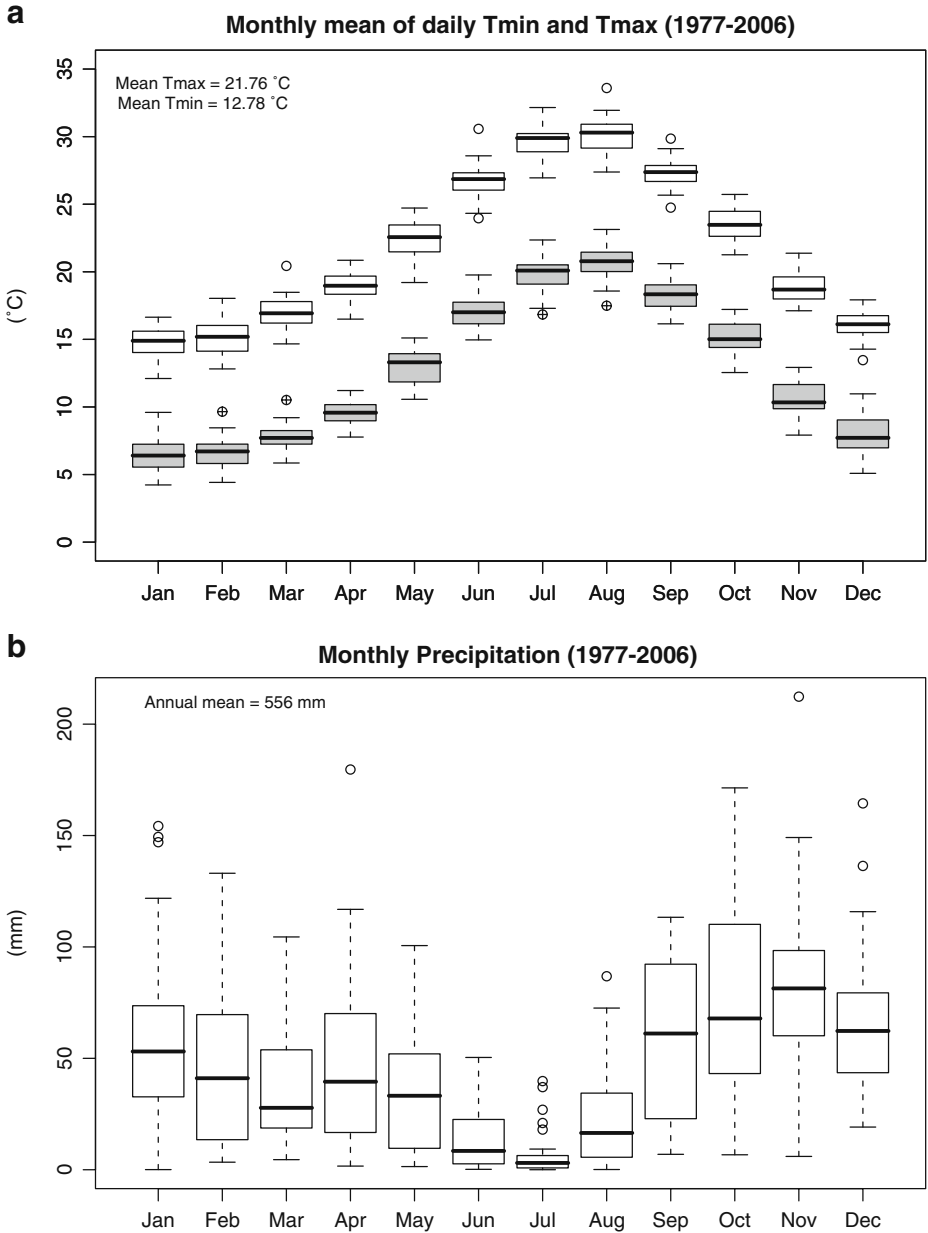 a
Monthly mean of daily Tmin and Tmax (1977-2006)
Mean Tmax = 21.76 ˚C
Mean Tmin = 12.78 ˚C
35
30
25
20
15
10
5
0
(˚C)
Jan Feb Mar Apr May Jun Jul Aug Sep Oct Nov Dec
b
Monthly Precipitation (1977-2006)
Annual mean = 556 mm
200
150
100
50
0
(mm)
Jan Feb Mar Apr May Jun Jul Aug Sep Oct Nov Dec